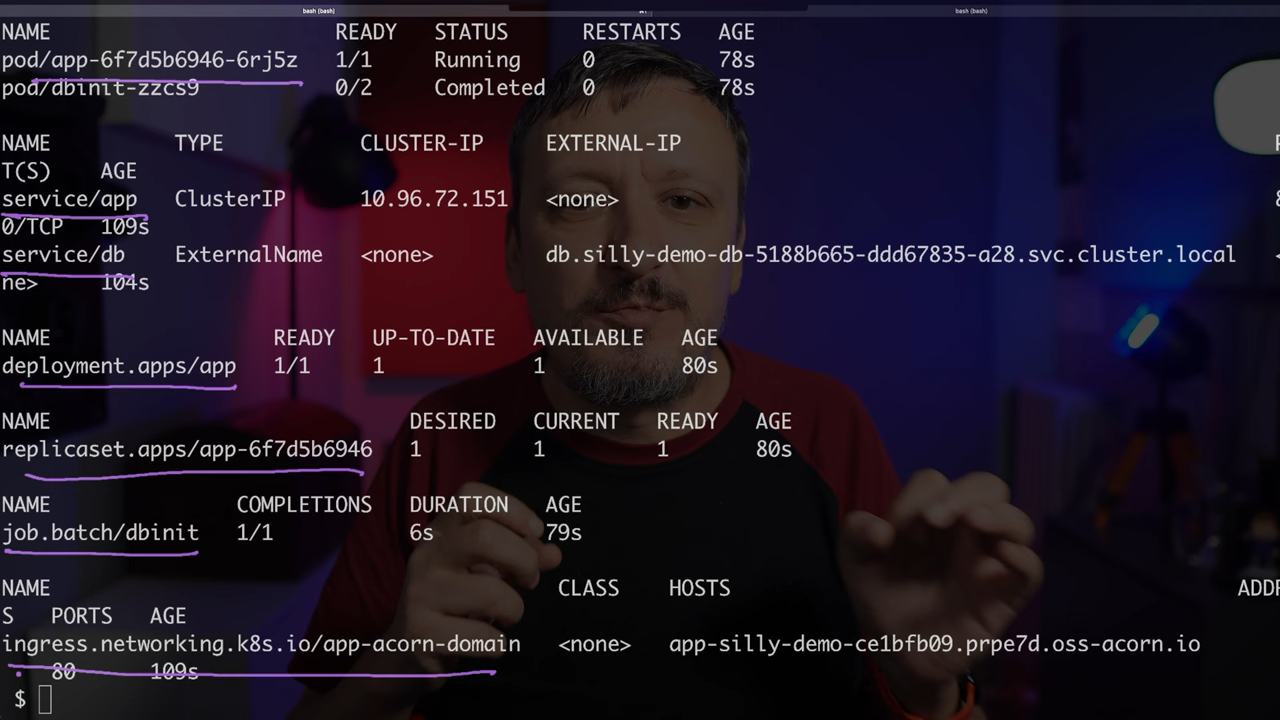 bash (bash)
bash (bash)
NAME READY STATUS RESTARTS AGE
pod/app-6f7d5b6946-6rj5z 1/1 Running 0 78s
pod/dbinit-zzcs9 0/2 Completed 0 78s
NAME TYPE CLUSTER-IP EXTERNAL-IP
T(S) AGE
service/app ClusterIP 10.96.72.151 <none>
0/TCP 109s
service/db ExternalName <none> db.silly-demo-db-5188b665-ddd67835-a28.svc.cluster.local <
ne> 104s
NAME READY UP-TO-DATE AVAILABLE AGE
deployment.apps/app 1/1 1 1 80s
NAME DESIRED CURRENT READY AGE
replicaset.apps/app-6f7d5b6946 1 1 1 80s
NAME COMPLETIONS DURATION AGE
job.batch/dbinit 1/1 6s 79s
NAME CLASS HOSTS ADDR
S PORTS AGE
ingress.networking.k8s.io/app-acorn-domain <none> app-silly-demo-ce1bfb09.prpe7d.oss-acorn.io
80 109s
$